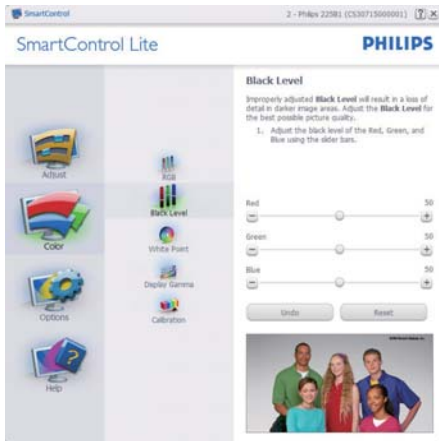 SmartControl
2 - Philips 225B1 (CS30715000001)
SmartControl Lite
PHILIPS
Adjust
Color
Options
Help
RGB
Black Level
White Point
Display Gamma
Calibration
Black Level
Improperly adjusted Black Level will result in a loss of
detail in darker image areas. Adjust the Black Level for
the best possible picture quality.
1. Adjust the black level of the Red, Green, and
Blue using the slider bars.
Red 50
Green 50
Blue 50
Undo Reset